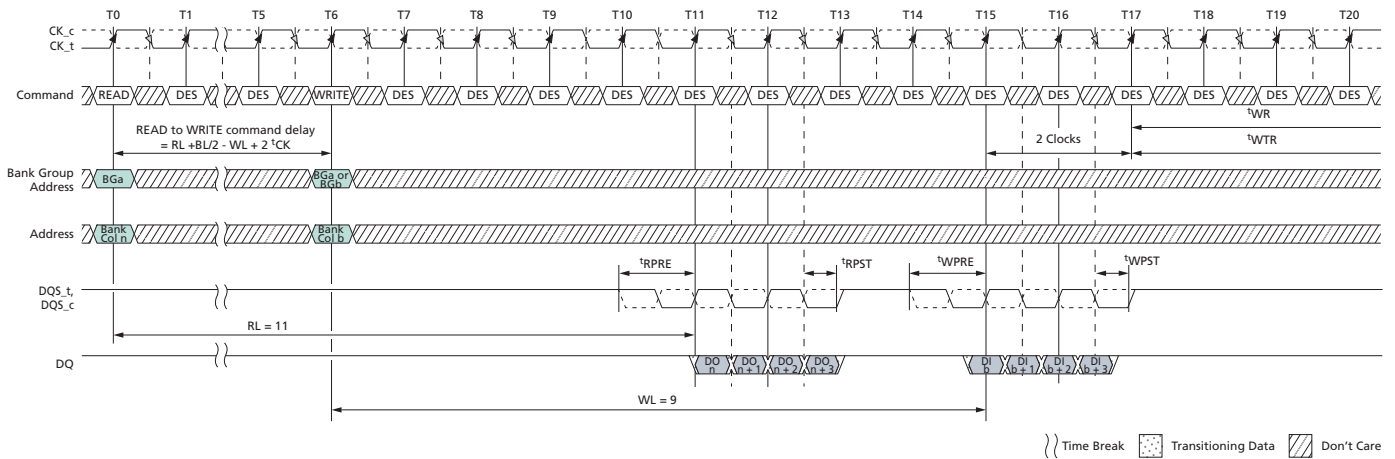 T0 T1 T5 T6 T7 T8 T9 T10 T11 T12 T13 T14 T15 T16 T17 T18 T19 T20
CK_c
CK_t
Command READ DES DES WRITE DES DES DES DES DES DES DES DES DES DES DES DES DES DES
tWR
READ to WRITE command delay
= RL +BL/2 - WL + 2 tCK
2 Clocks
tWTR
Bank Group
Address
BGa
BGa or
BGb
Address
Bank
Col n
Bank
Col b
tRPRE tRPST tWPRE tWPST
DQS_t,
DQS_c
RL = 11
DQ
DO
n
DO
n + 1
DO
n + 2
DO
n + 3
DI
b
DI
b + 1
DI
b + 2
DI
b + 3
WL = 9
Time Break Transitioning Data Don't Care